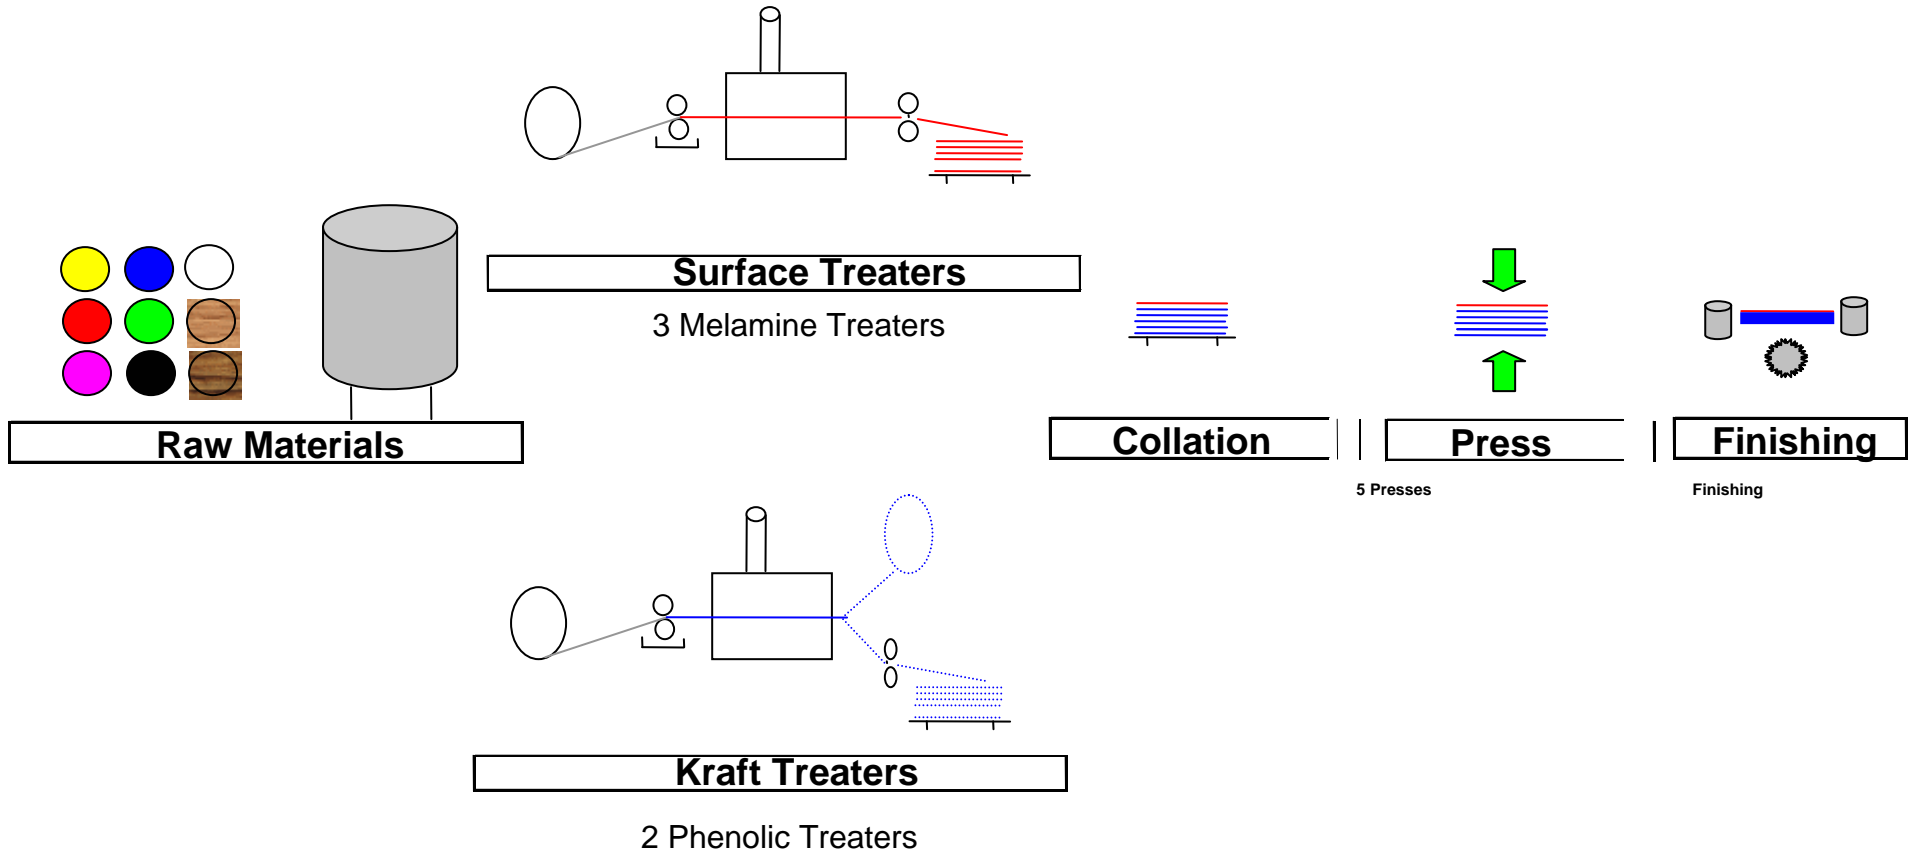 Surface Treaters
3 Melamine Treaters
Raw Materials
Collation
Press
Finishing
5 Presses
Finishing
Kraft Treaters
2 Phenolic Treaters